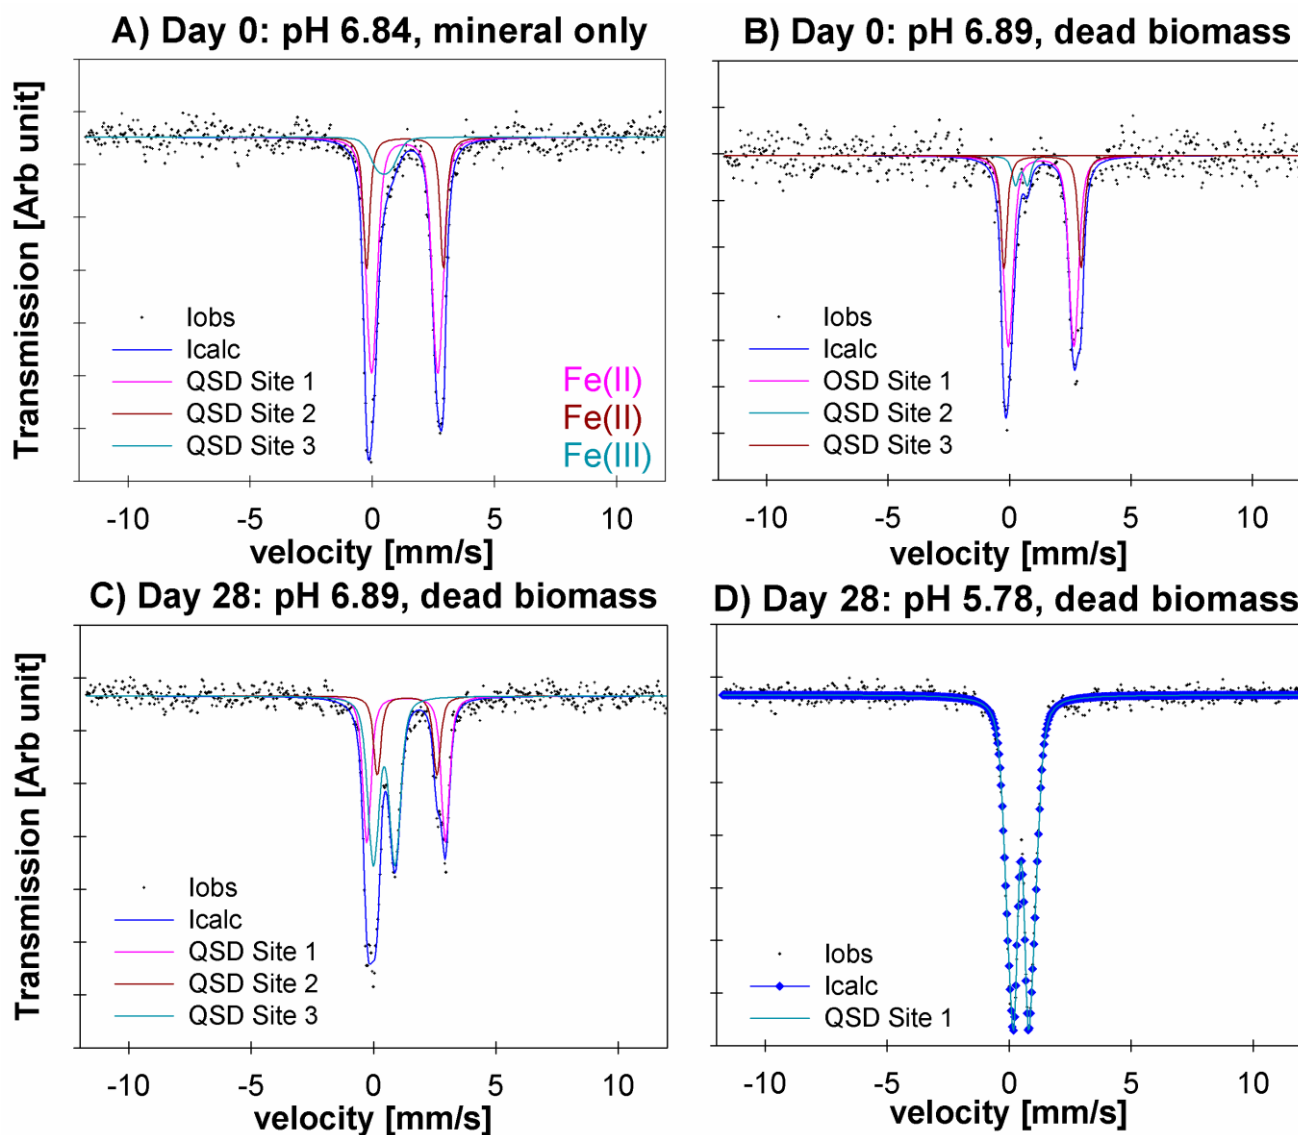 A) Day 0: pH 6.84, mineral only
Transmission [Arb unit]
Iobs
Icalc
QSD Site 1
QSD Site 2
QSD Site 3
Fe(II)
Fe(II)
Fe(III)
-10 -5 0 5 10
velocity [mm/s]
B) Day 0: pH 6.89, dead biomass
Iobs
Icalc
OSD Site 1
QSD Site 2
QSD Site 3
-10 -5 0 5 10
velocity [mm/s]
C) Day 28: pH 6.89, dead biomass
Transmission [Arb unit]
Iobs
Icalc
QSD Site 1
QSD Site 2
QSD Site 3
-10 -5 0 5 10
velocity [mm/s]
D) Day 28: pH 5.78, dead biomass
Iobs
Icalc
QSD Site 1
-10 -5 0 5 10
velocity [mm/s]